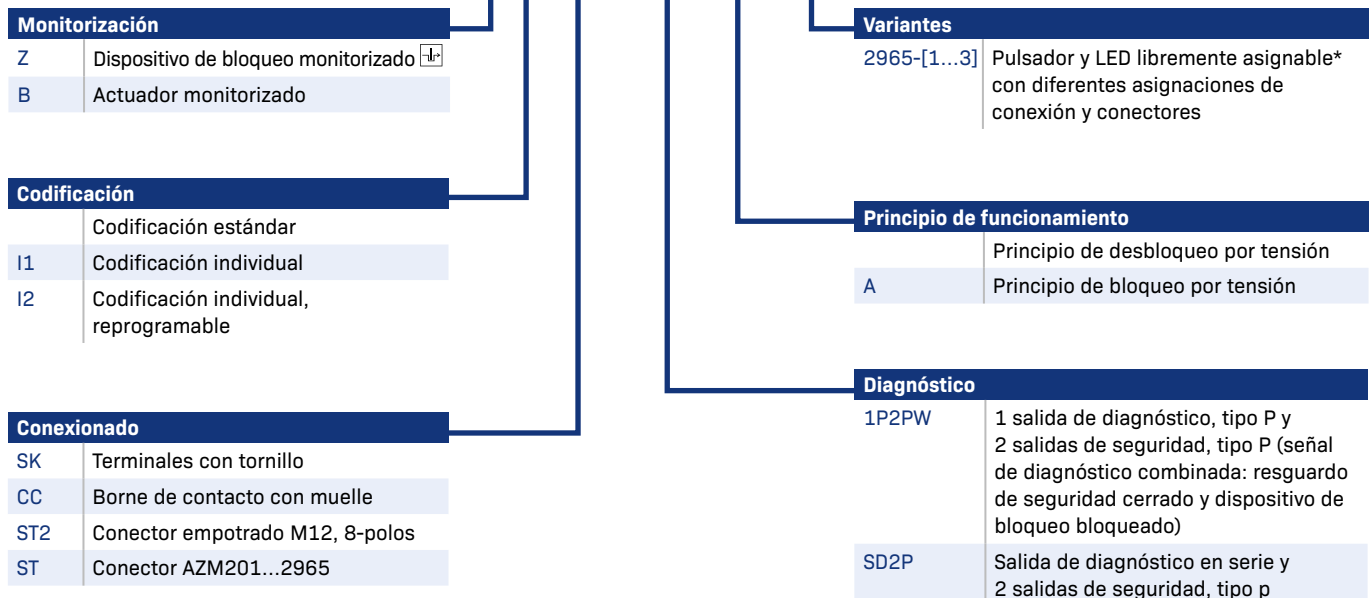 Monitorización
Z Dispositivo de bloqueo monitorizado
B Actuador monitorizado
Codificación
Codificación estándar
I1 Codificación individual
I2 Codificación individual,
reprogramable
Conexionado
SK Terminales con tornillo
CC Borne de contacto con muelle
ST2 Conector empotrado M12, 8-polos
ST Conector AZM201...2965
Variantes
2965-[1...3] Pulsador y LED libremente asignable*
con diferentes asignaciones de
conexión y conectores
Principio de funcionamiento
Principio de desbloqueo por tensión
A Principio de bloqueo por tensión
Diagnóstico
1P2PW 1 salida de diagnóstico, tipo P y
2 salidas de seguridad, tipo P (señal
de diagnóstico combinada: resguardo
de seguridad cerrado y dispositivo de
bloqueo bloqueado)
SD2P Salida de diagnóstico en serie y
2 salidas de seguridad, tipo p